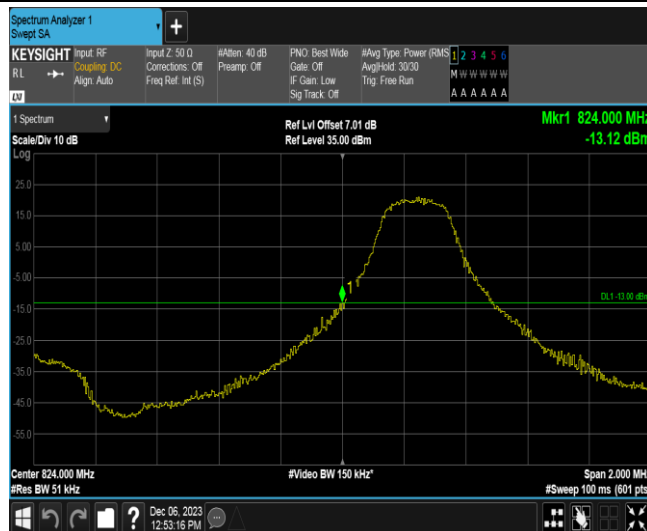 Spectrum Analyzer 1
Swept SA
+
KEYSIGHT
RL
LXI
Input: RF
Coupling: DC
Align: Auto
Input Z: 50 Ω
Corrections: Off
Freq Ref: Int (S)
#Atten: 40 dB
Preamp: Off
PNO: Best Wide
Gate: Off
IF Gain: Low
Sig Track: Off
#Avg Type: Power (RMS
Avg|Hold: 30/30
Trig: Free Run
1 2 3 4 5 6
M W W W W W
A A A A A A
1 Spectrum
Scale/Div 10 dB
Log
Ref Lvl Offset 7.01 dB
Ref Level 35.00 dBm
Mkr1 824.000 MHz
-13.12 dBm
25.0
15.0
5.00
-5.00
-15.0
-25.0
-35.0
-45.0
-55.0
1
DL1 -13.00 dBm
Center 824.000 MHz
#Res BW 51 kHz
#Video BW 150 kHz*
Span 2.000 MHz
#Sweep 100 ms (601 pts
?
Dec 06, 2023
12:53:16 PM